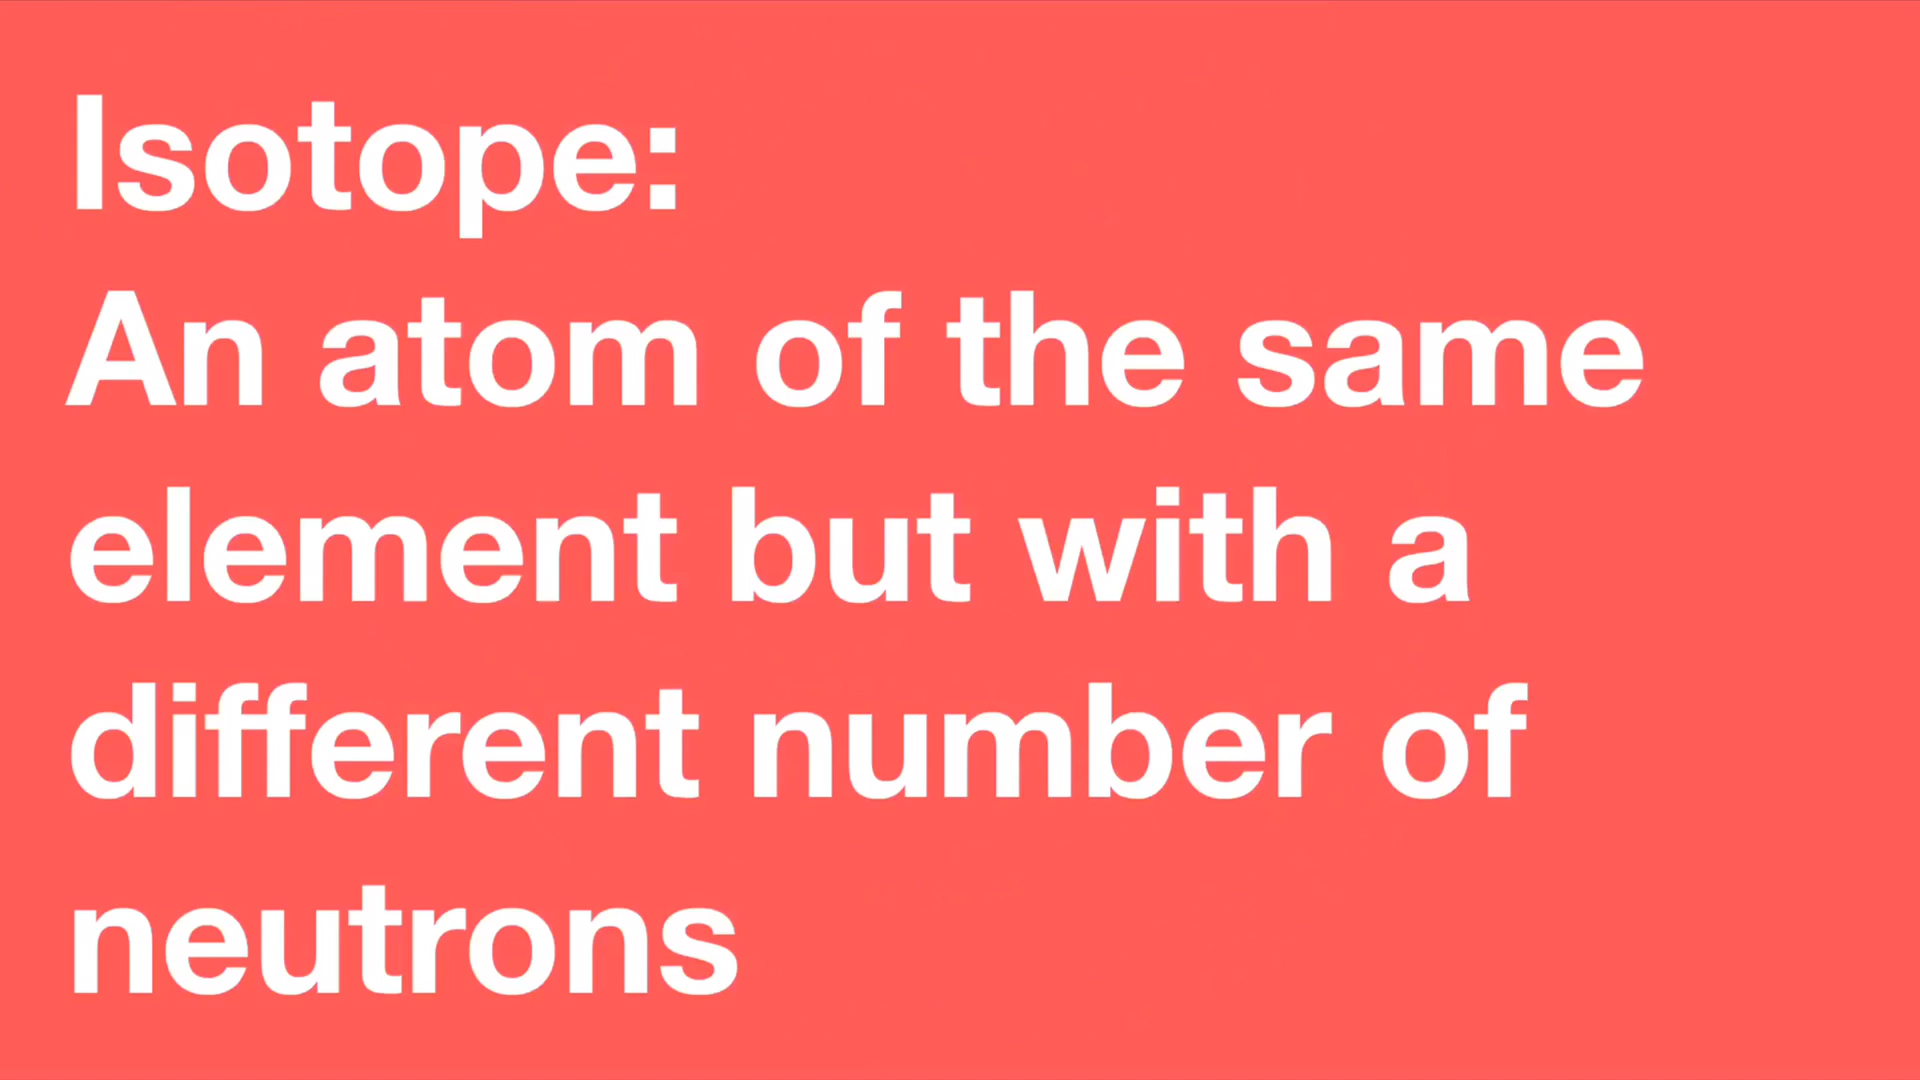 Isotope:
An atom of the same
element but with a
different number of
neutrons